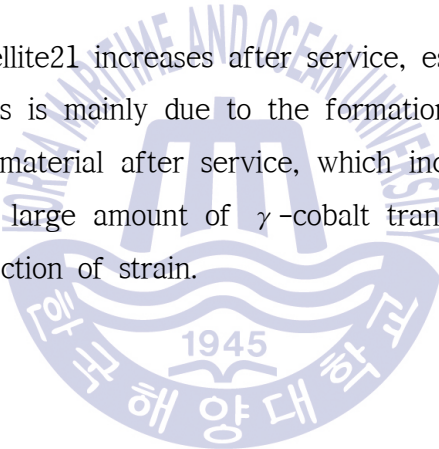 ellite21 increases after service, es
s is mainly due to the formation
material after service, which inc
large amount of γ-cobalt tran
ction of strain.
KOREA MARITIME AND OCEAN UNIVERSITY
1945
한국해양대학교